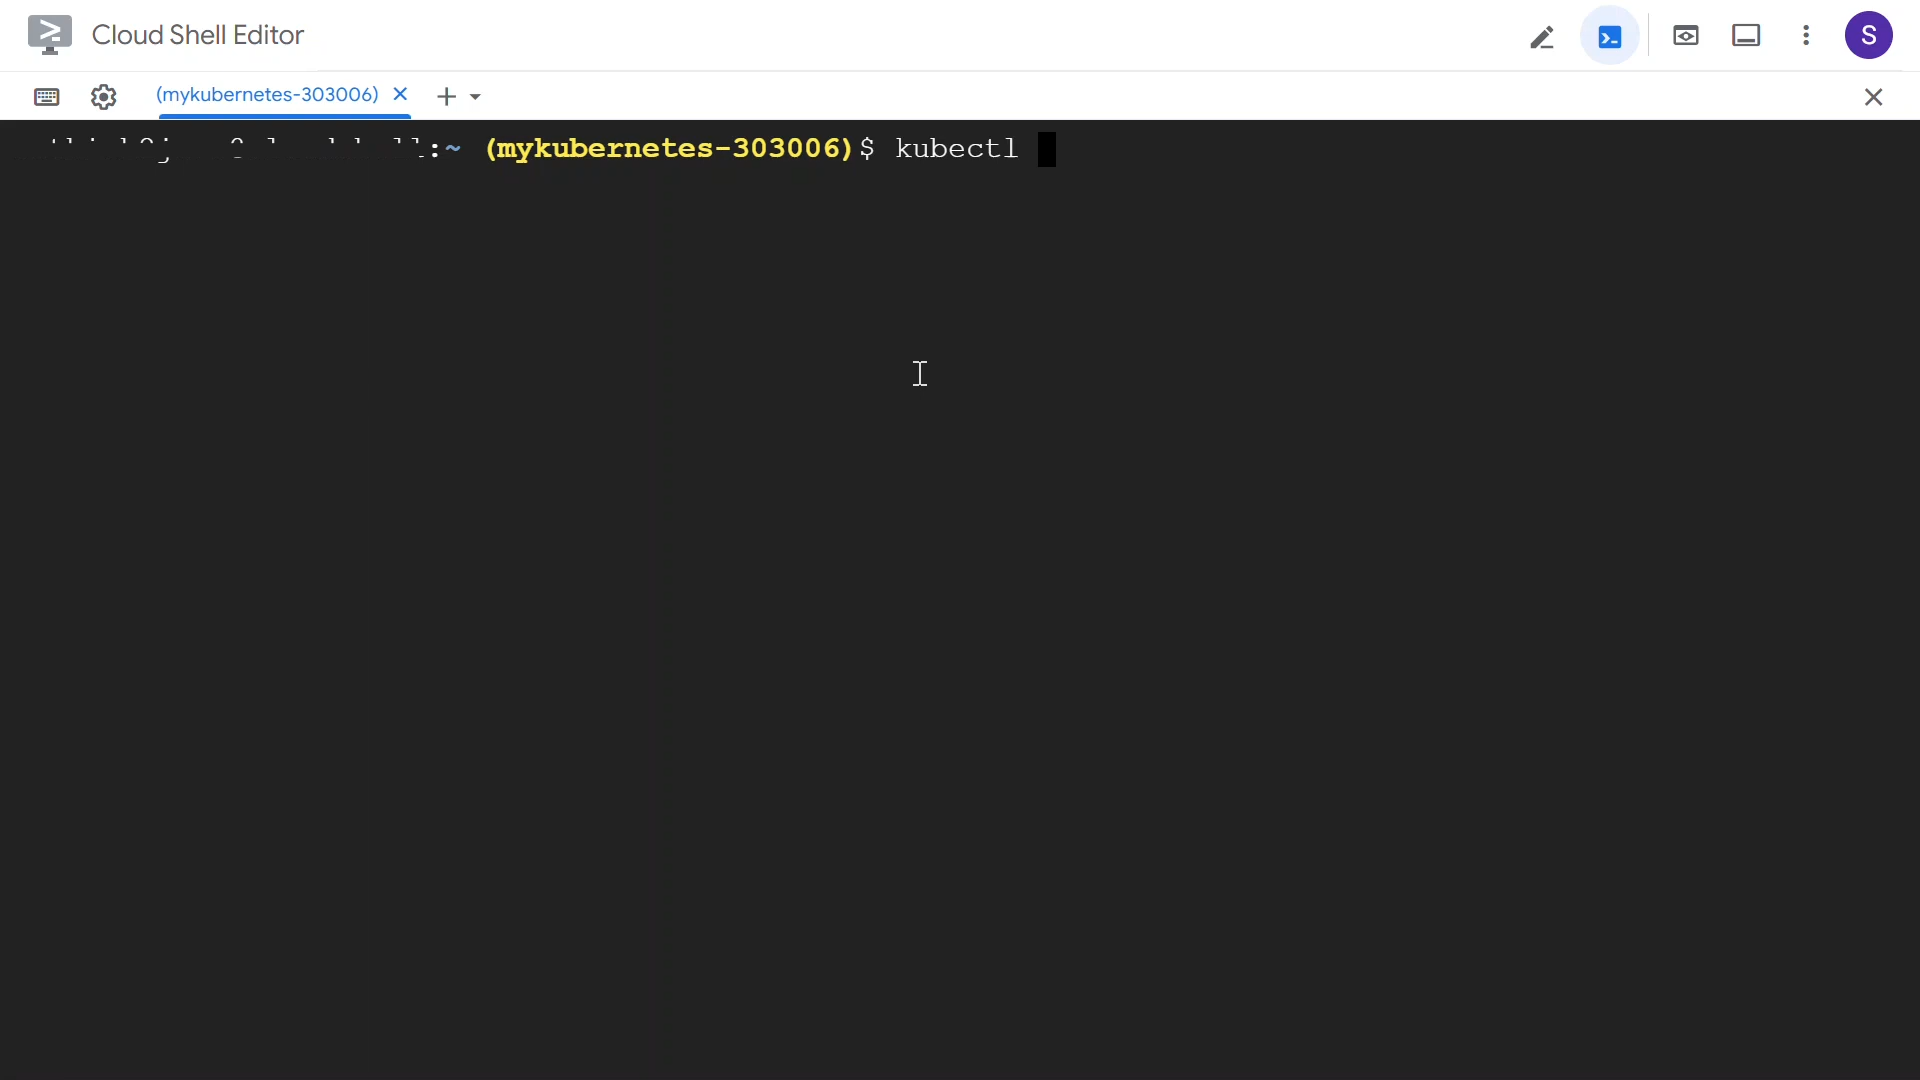 Cloud Shell Editor
S
(mykubernetes-303006)
:~ (mykubernetes-303006)$ kubectl